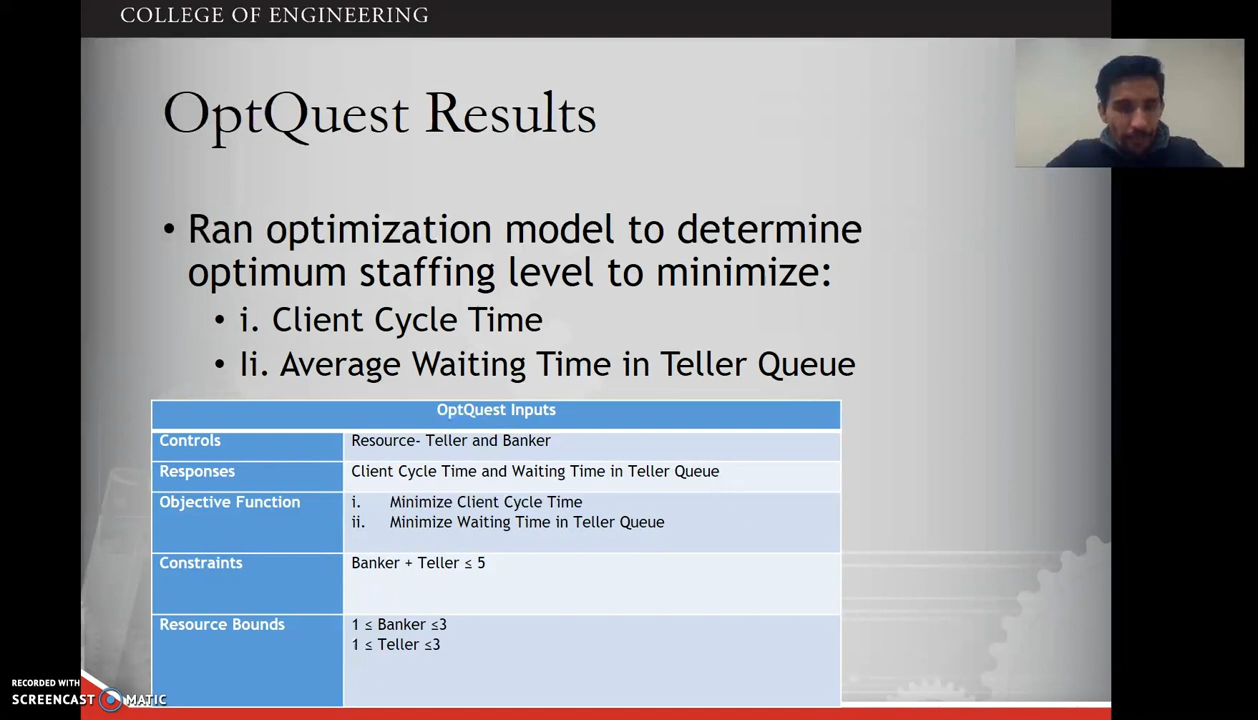 COLLEGE OF ENGINEERING
OptQuest Results
• Ran optimization model to determine
optimum staffing level to minimize:
• i. Client Cycle Time
• Ii. Average Waiting Time in Teller Queue
OptQuest Inputs
Controls Resource- Teller and Banker
Responses Client Cycle Time and Waiting Time in Teller Queue
Objective Function i. Minimize Client Cycle Time
ii. Minimize Waiting Time in Teller Queue
Constraints Banker + Teller ≤ 5
Resource Bounds 1 ≤ Banker ≤3
1 ≤ Teller ≤3
RECORDED WITH
SCREENCAST MATIC